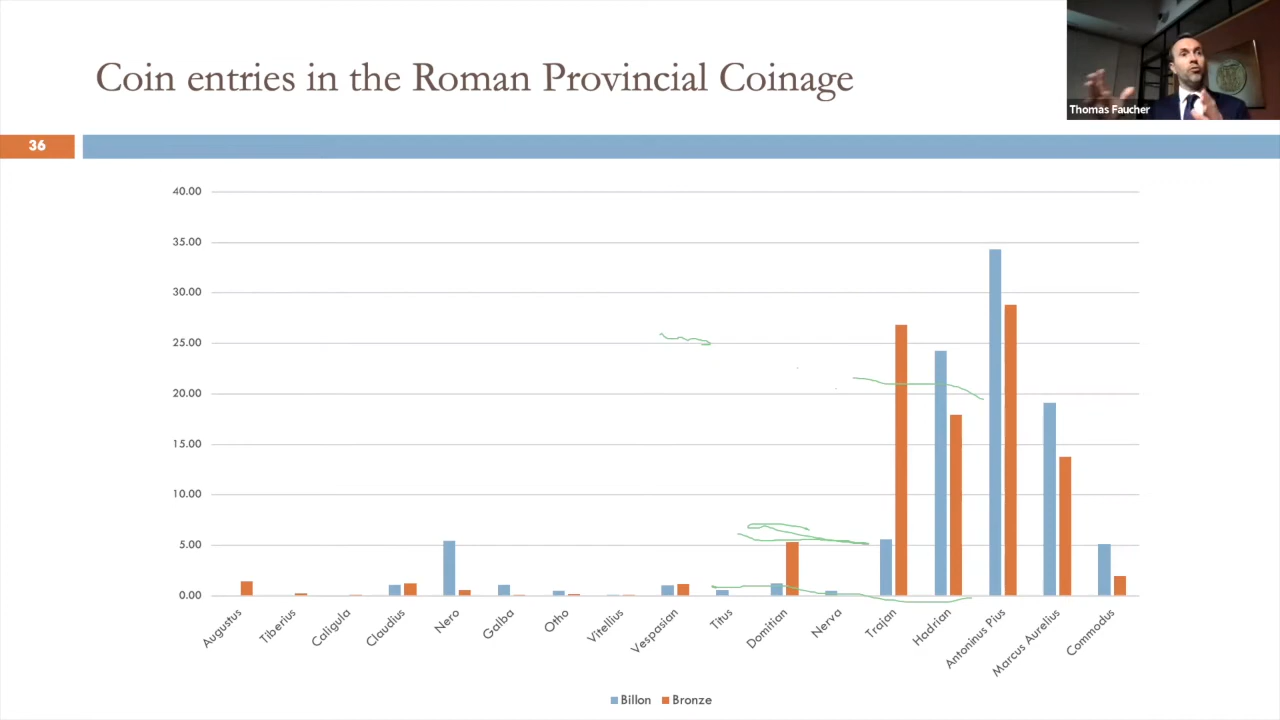 Coin entries in the Roman Provincial Coinage
Thomas Faucher
36
40.00
35.00
30.00
25.00
20.00
15.00
10.00
5.00
0.00
Augustus
Tiberius
Caligula
Claudius
Nero
Galba
Otho
Vitellius
Vespasian
Titus
Domitian
Nerva
Trajan
Hadrian
Antoninus Pius
Marcus Aurelius
Commodus
Billon
Bronze